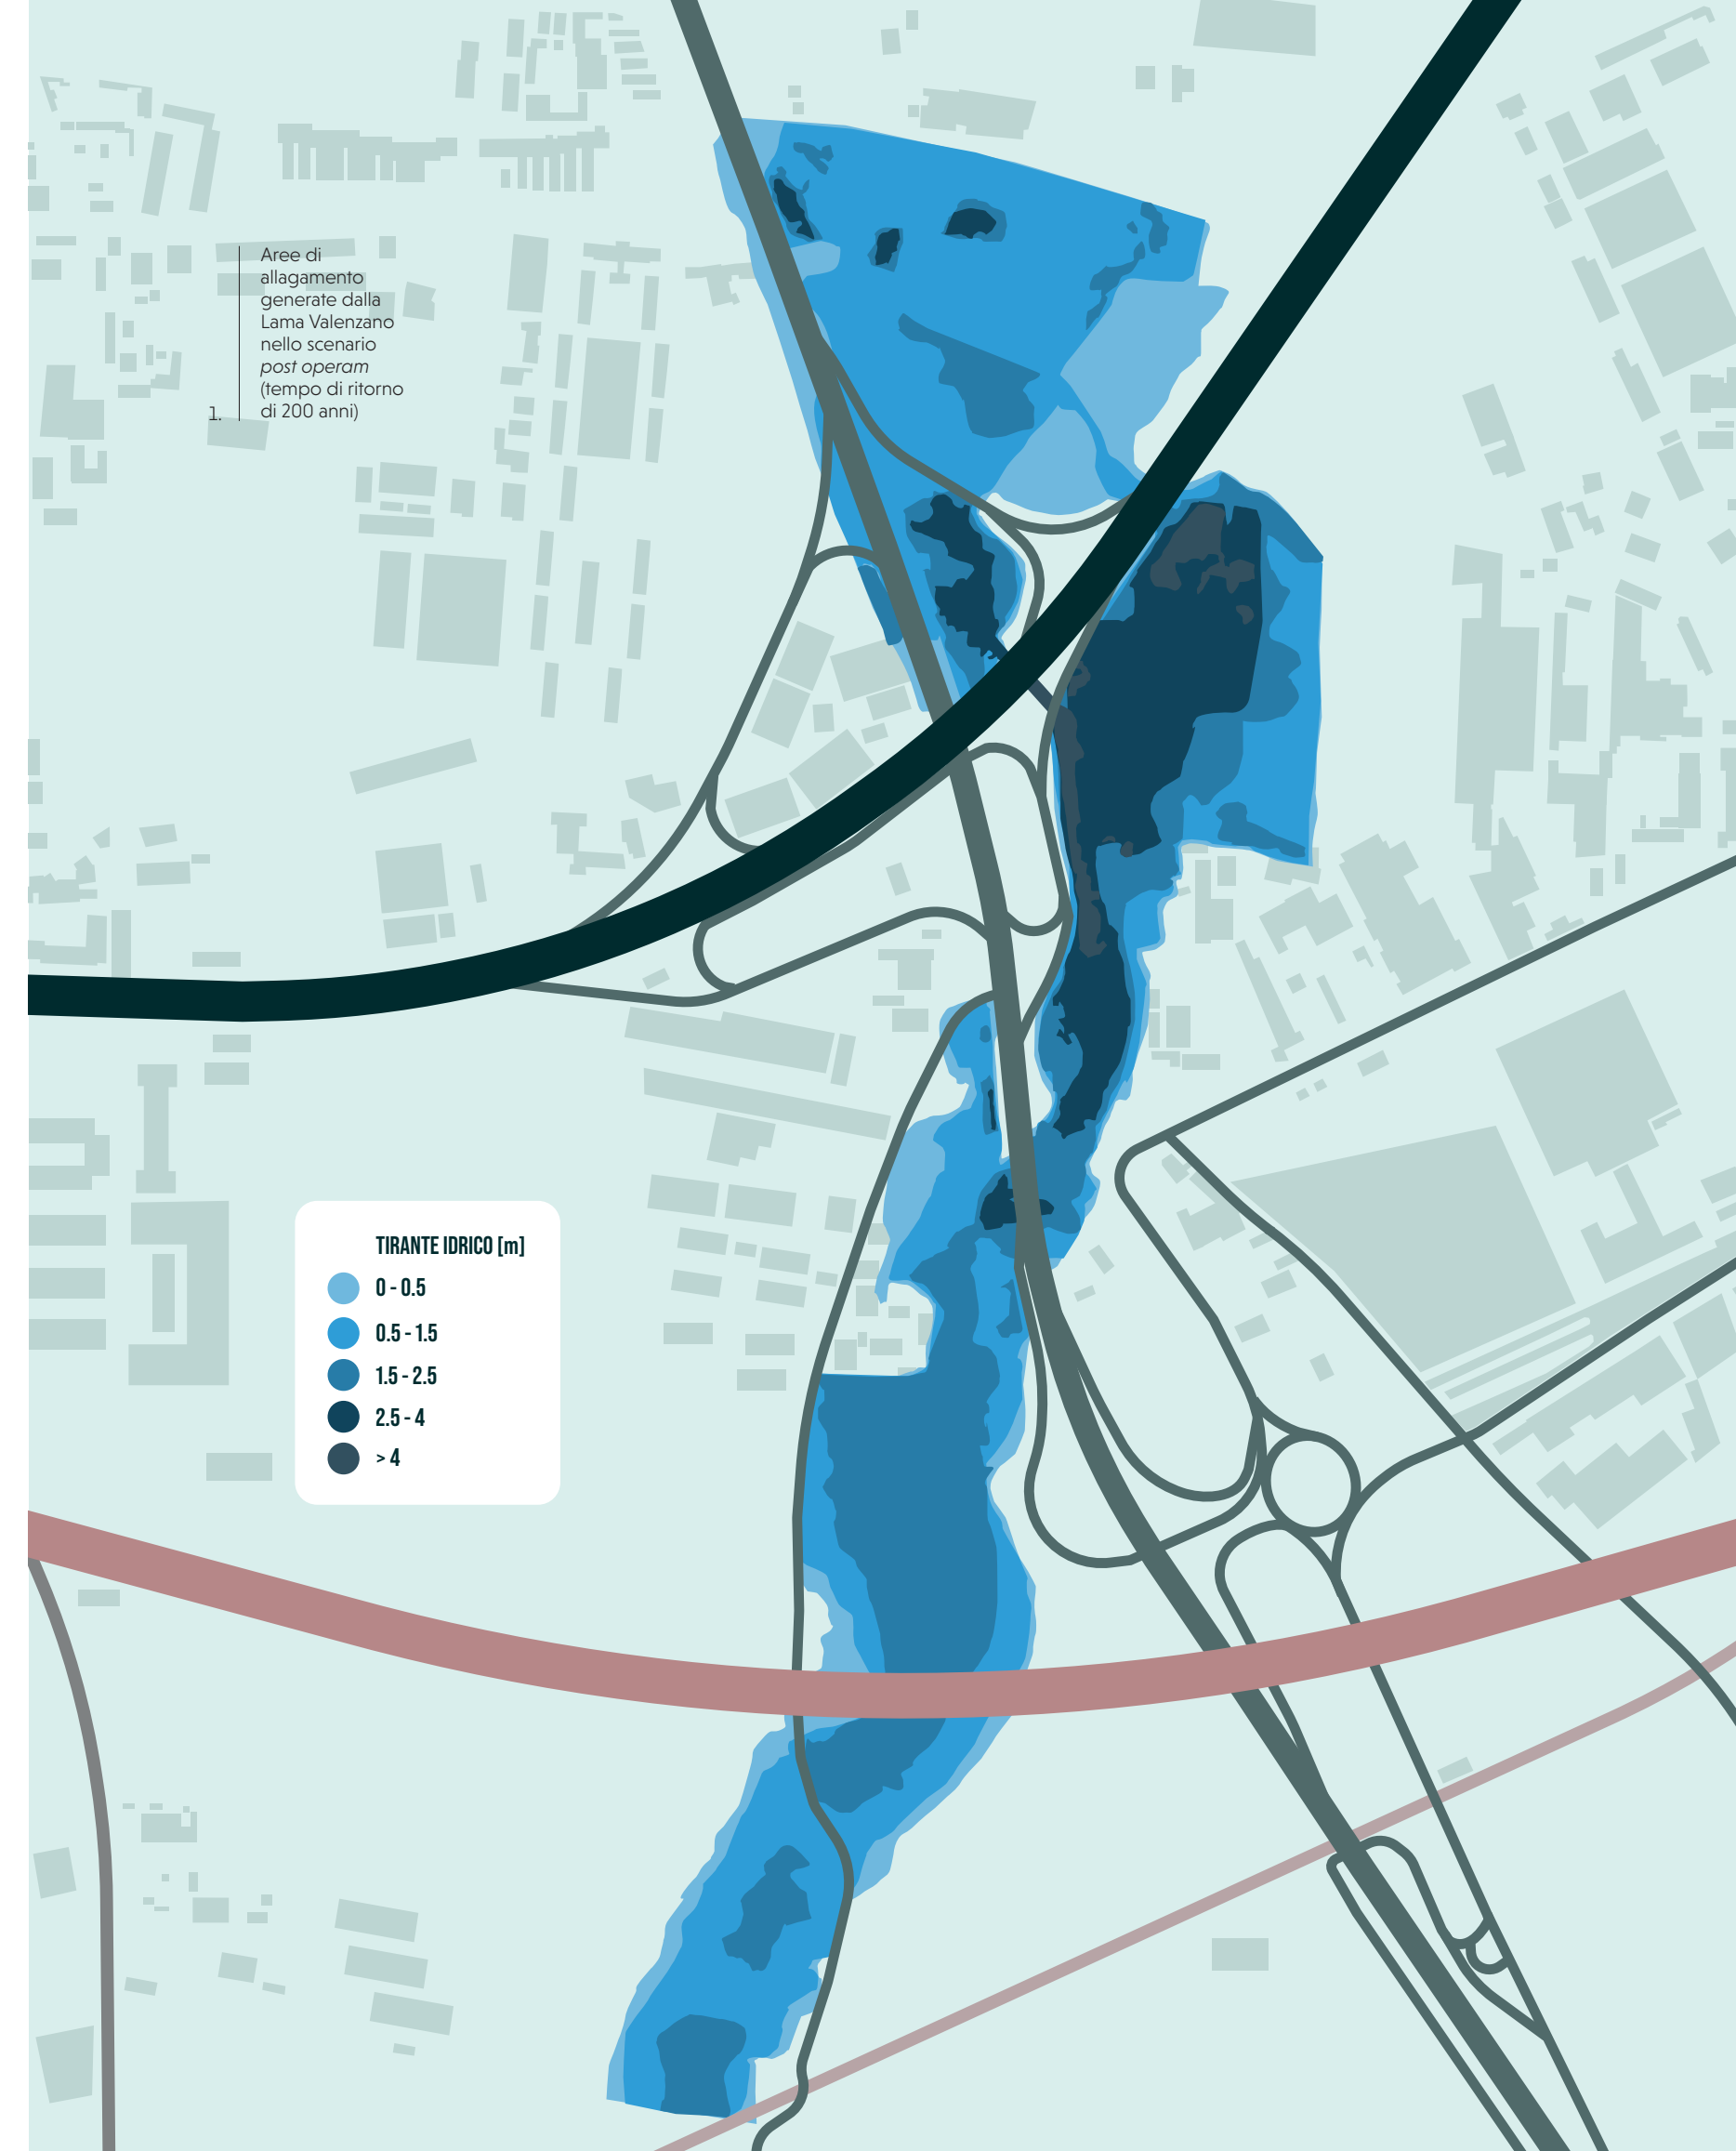 Aree di
allagamento
generate dalla
Lama Valenzano
nello scenario
post operam
(tempo di ritorno
1. di 200 anni)
TIRANTE IDRICO [m]
0 - 0.5
0.5 - 1.5
1.5 - 2.5
2.5 - 4
> 4